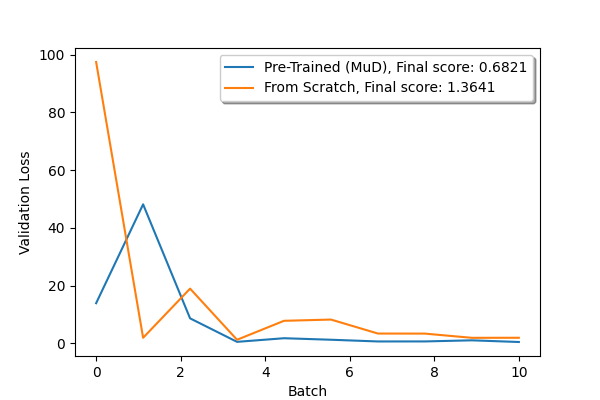 100
80
60
40
20
0
Validation Loss
Pre-Trained (MuD), Final score: 0.6821
From Scratch, Final score: 1.3641
0 2 4 6 8 10
Batch